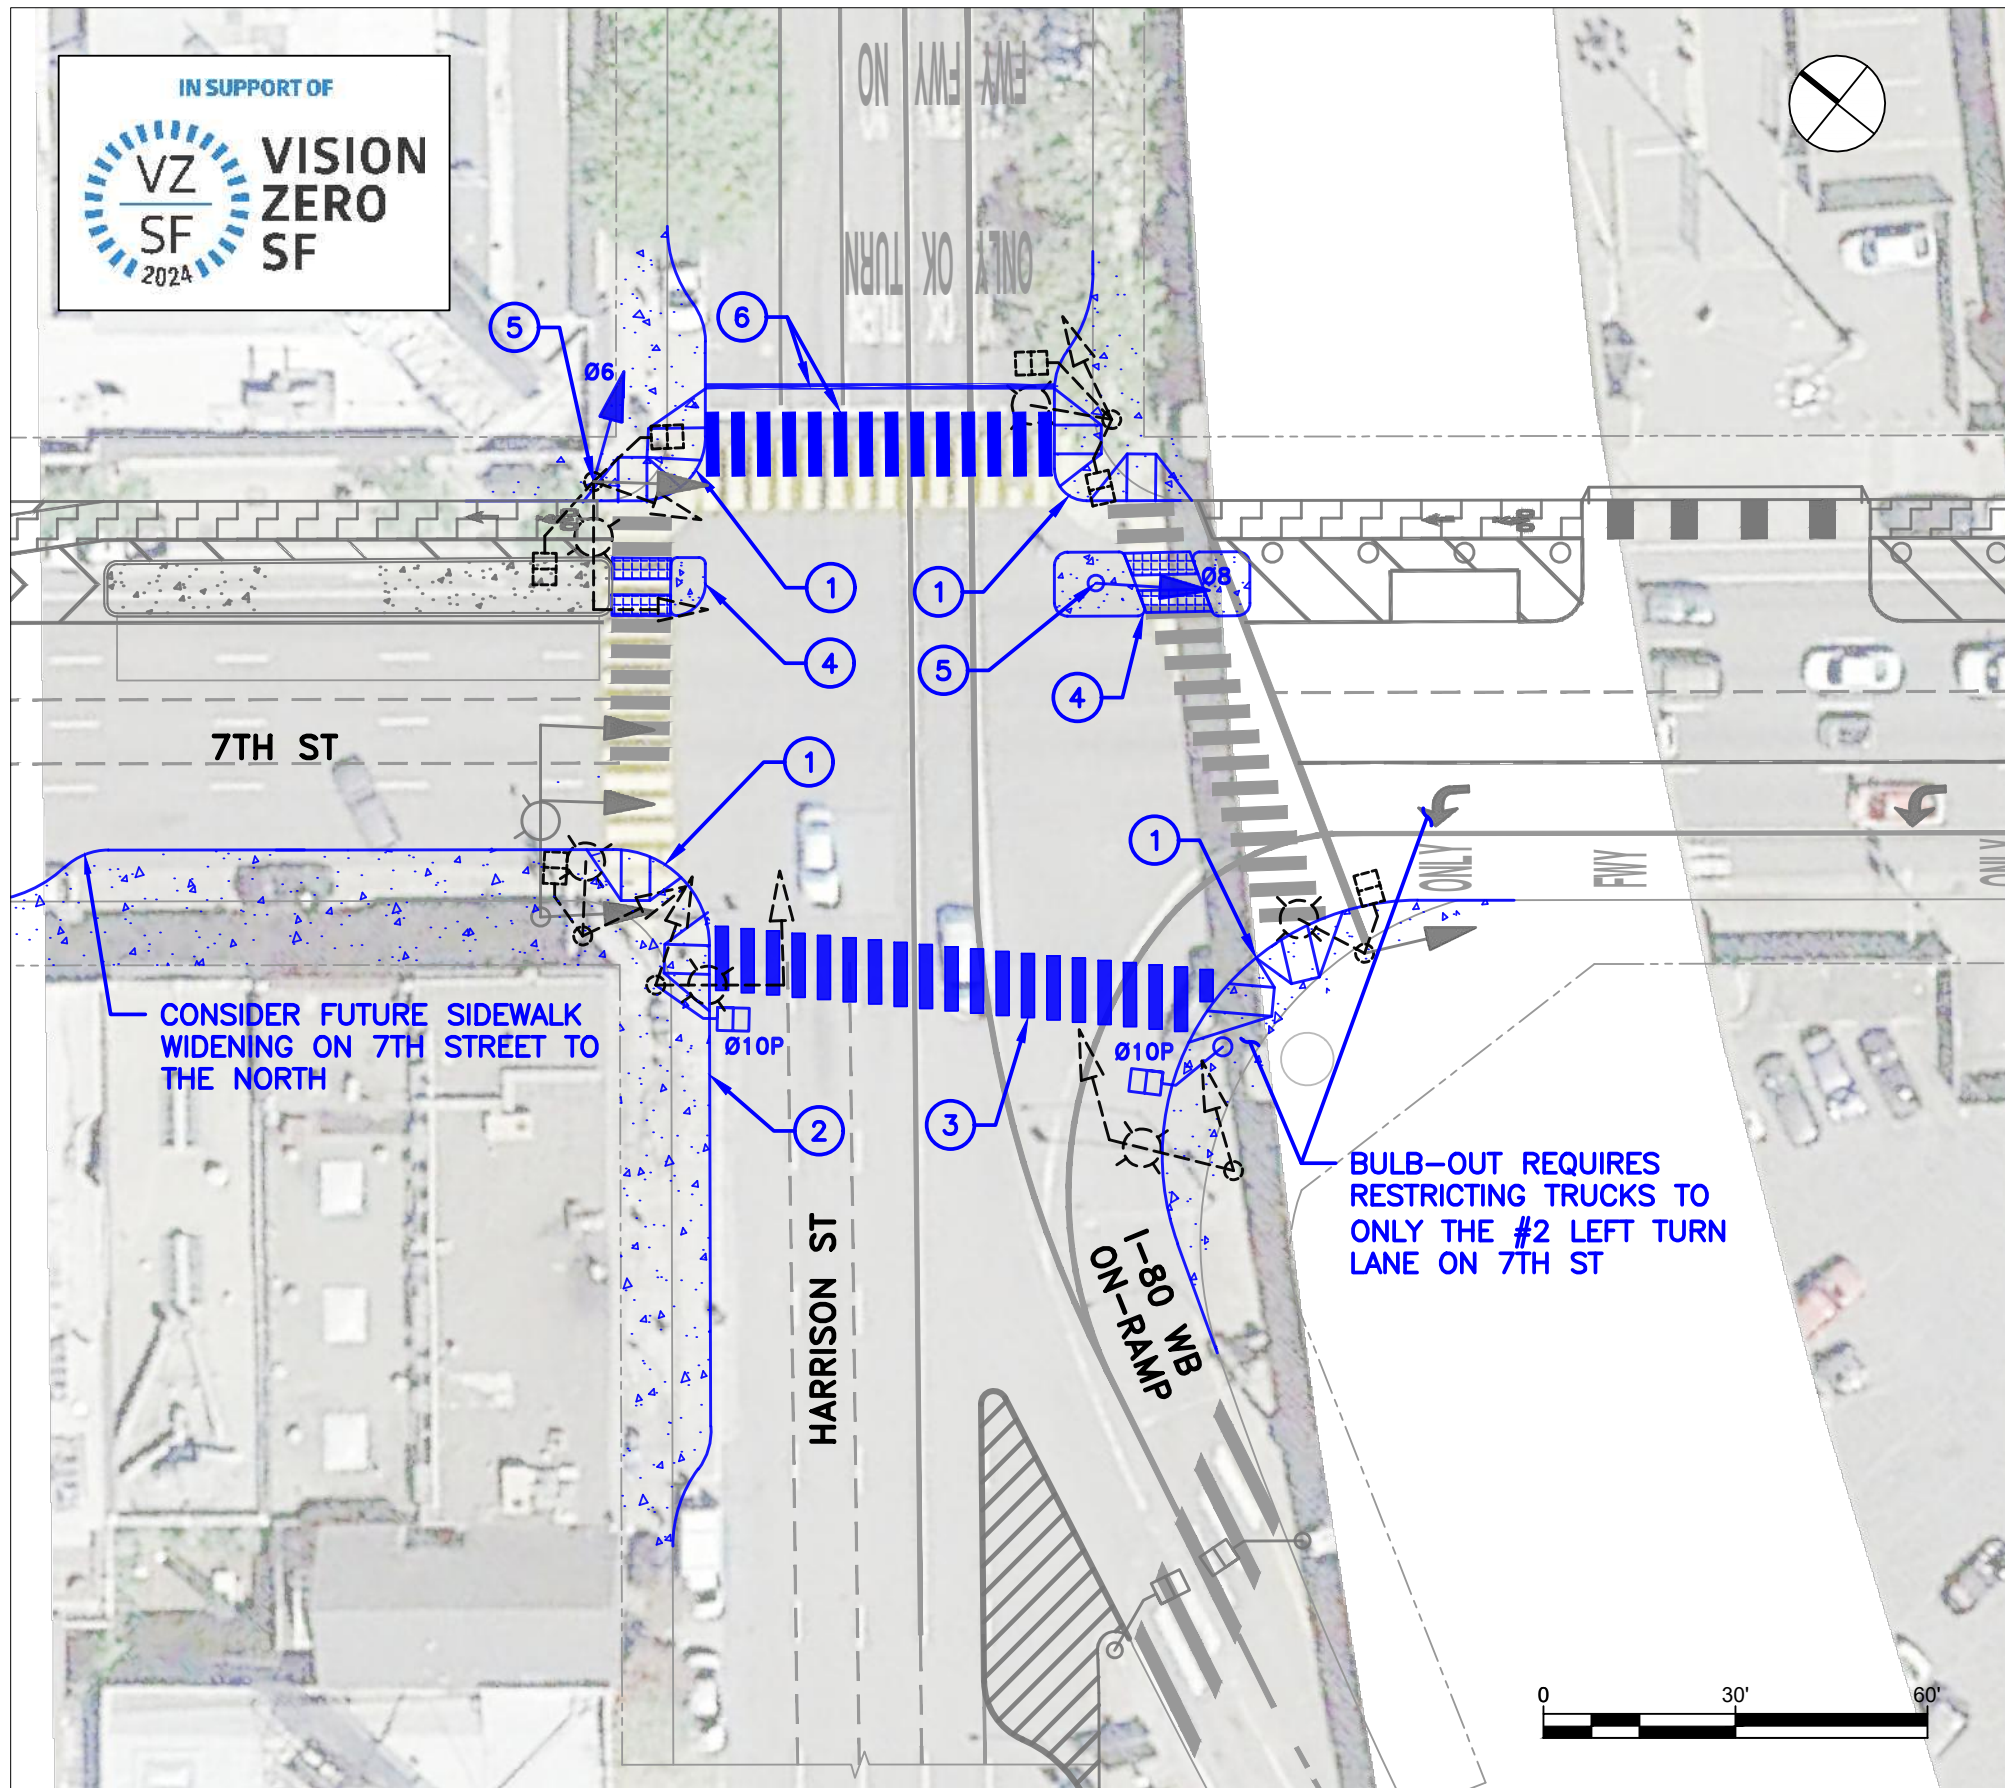 IN SUPPORT OF
VZ
SF
2024
VISION
ZERO
SF
FWY FWY NO
ONLY OK TURN
5
Ø6
6
1
1
4
5
4
Ø8
7TH ST
1
1
ONLY
FWY
ONLY
CONSIDER FUTURE SIDEWALK
WIDENING ON 7TH STREET TO
THE NORTH
Ø10P
Ø10P
2
3
HARRISON ST
I-80 WB
ON-RAMP
BULB-OUT REQUIRES
RESTRICTING TRUCKS TO
ONLY THE #2 LEFT TURN
LANE ON 7TH ST
0 30' 60'